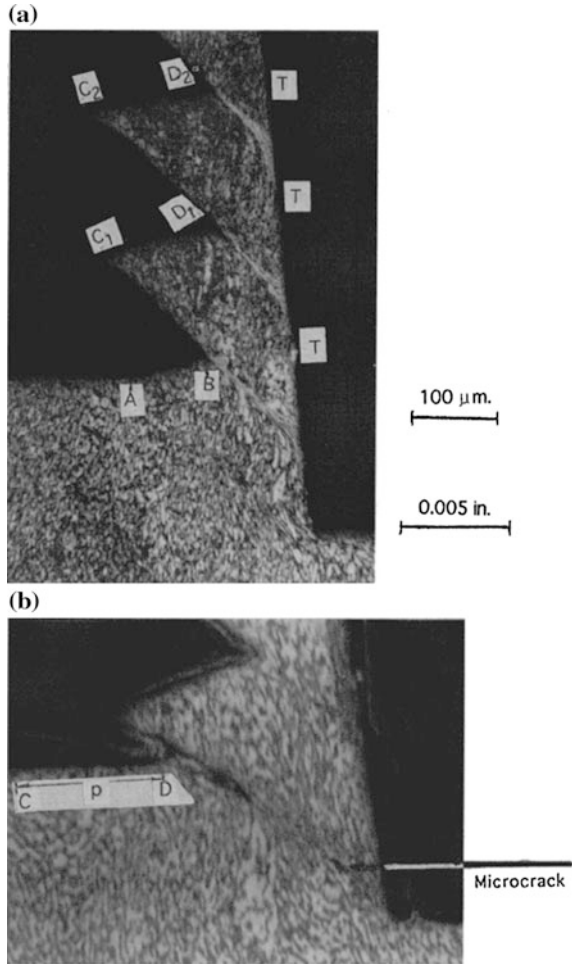 (a)
C2
D2
T
T
D1
C1
T
B
A
100 μm.
0.005 in.
(b)
C
p
D
Microcrack